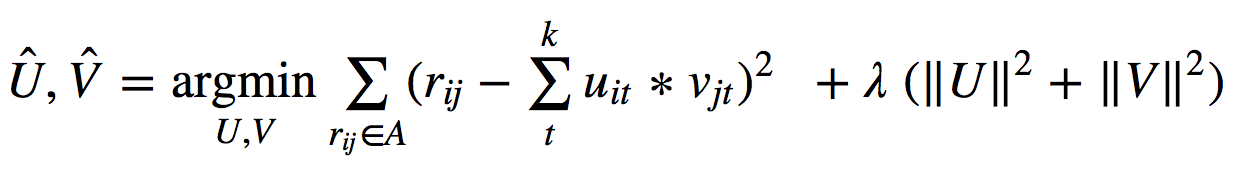 Û, V̂ = argmin_{U,V} ∑_{r_{ij}∈A} (r_{ij} − ∑_{t}^{k} u_{it} * v_{jt})² + λ (‖U‖² + ‖V‖²)